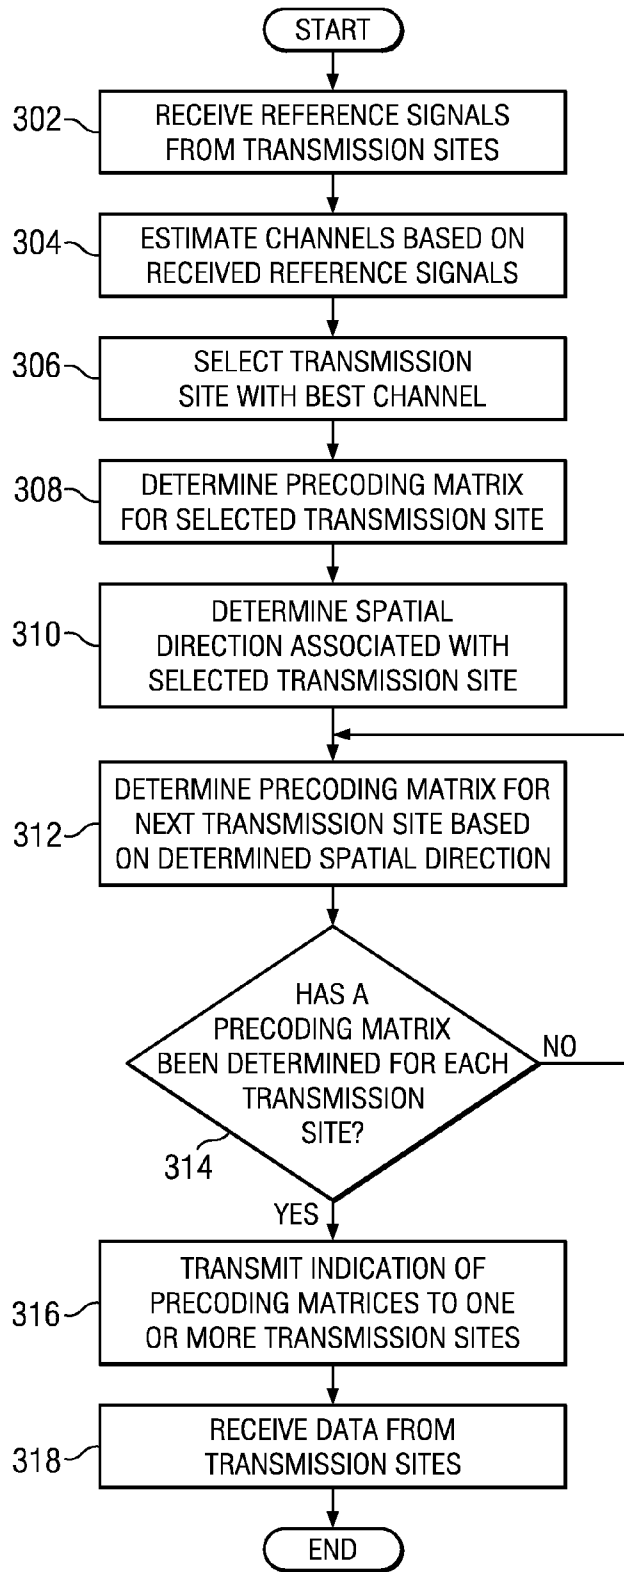 START
302
RECEIVE REFERENCE SIGNALS
FROM TRANSMISSION SITES
304
ESTIMATE CHANNELS BASED ON
RECEIVED REFERENCE SIGNALS
306
SELECT TRANSMISSION
SITE WITH BEST CHANNEL
308
DETERMINE PRECODING MATRIX
FOR SELECTED TRANSMISSION SITE
310
DETERMINE SPATIAL
DIRECTION ASSOCIATED WITH
SELECTED TRANSMISSION SITE
312
DETERMINE PRECODING MATRIX FOR
NEXT TRANSMISSION SITE BASED
ON DETERMINED SPATIAL DIRECTION
HAS A
PRECODING MATRIX
BEEN DETERMINED FOR EACH
TRANSMISSION
SITE?
NO
314
YES
316
TRANSMIT INDICATION OF
PRECODING MATRICES TO ONE
OR MORE TRANSMISSION SITES
318
RECEIVE DATA FROM
TRANSMISSION SITES
END